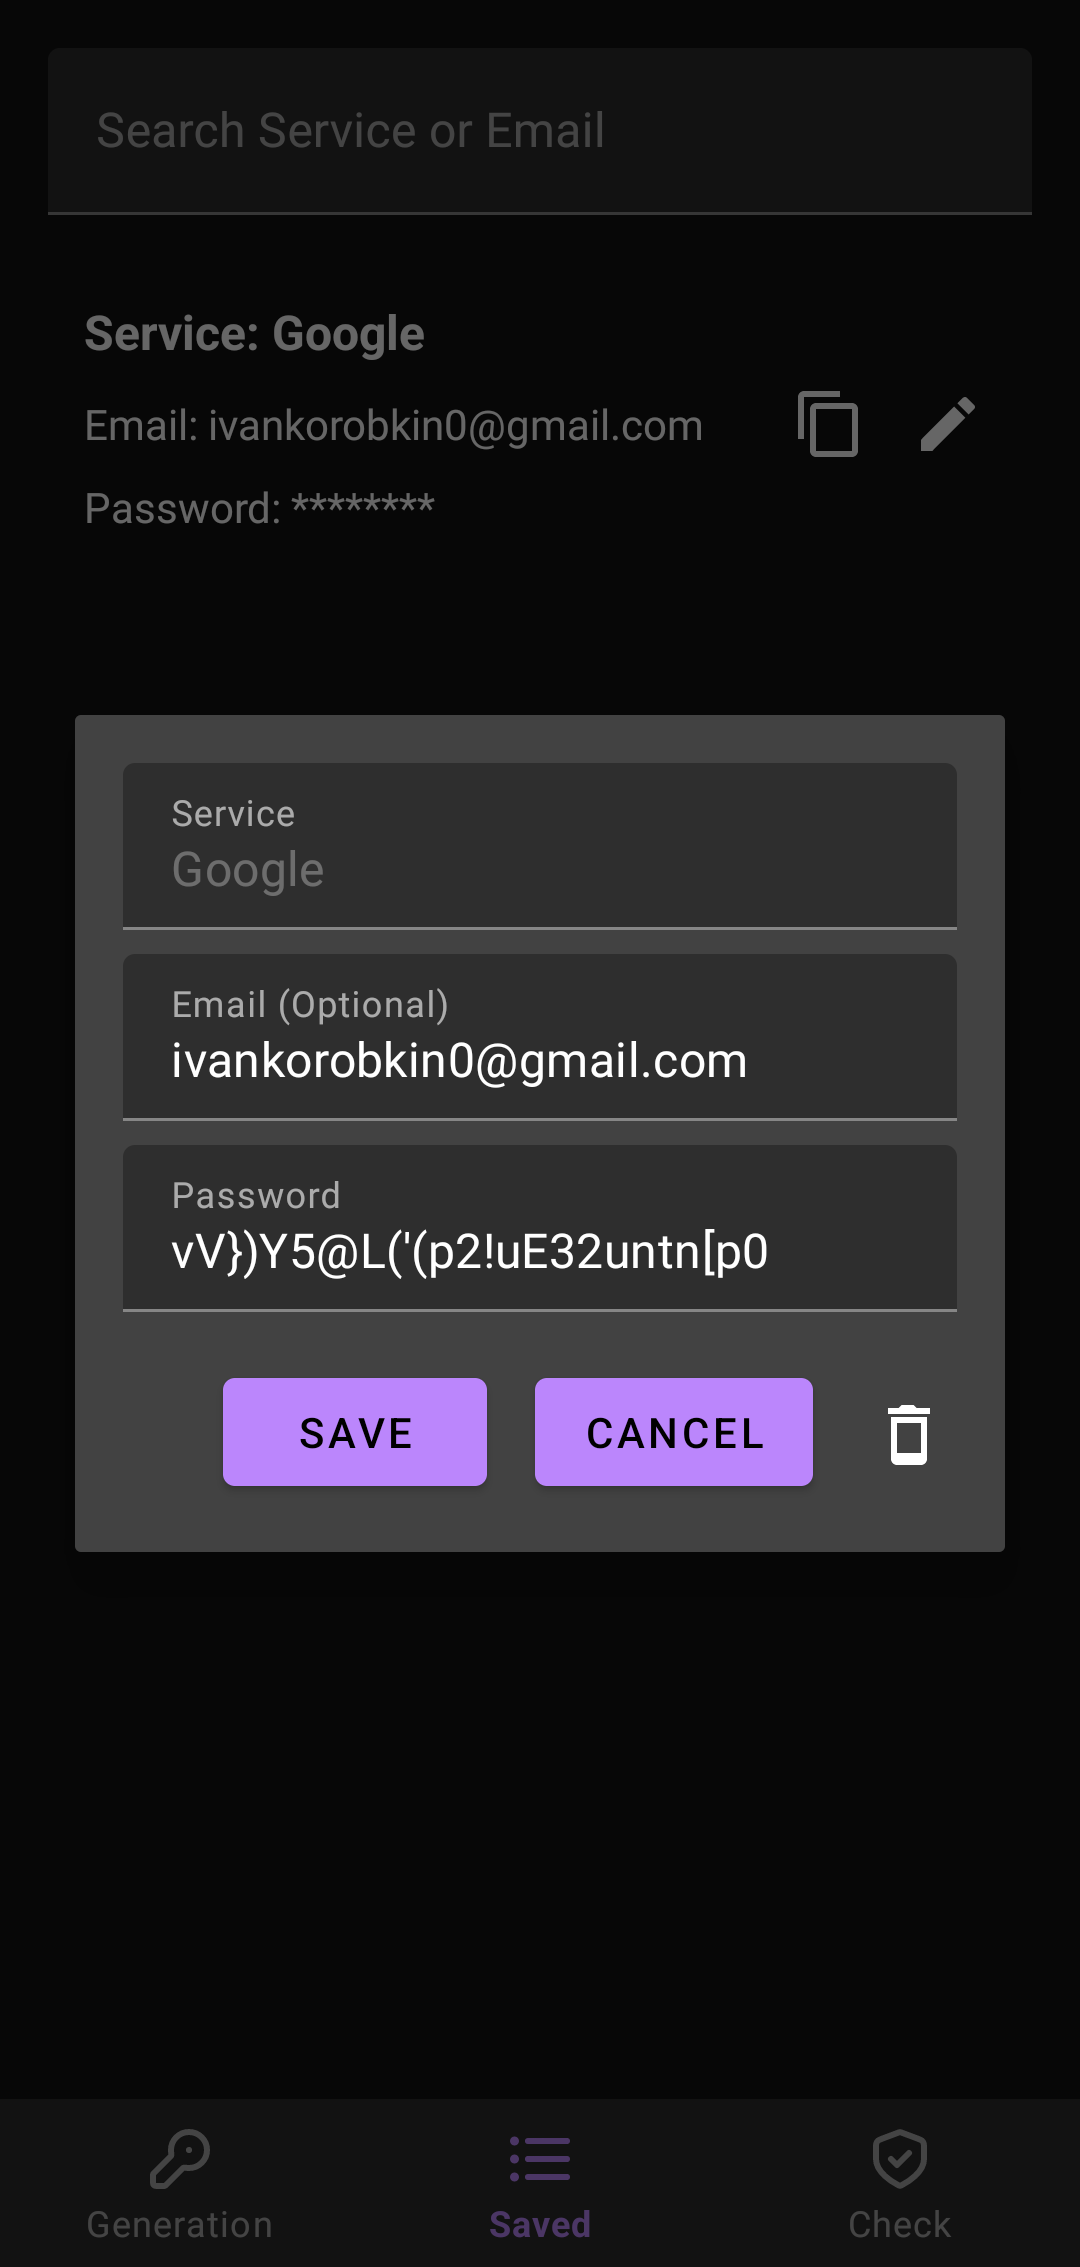 Search Service or Email
Service: Google
Email: ivankorobkin0@gmail.com
Password: ********
Service
Google
Email (Optional)
ivankorobkin0@gmail.com
Password
vV})Y5@L('(p2!uE32untn[p0
SAVE
CANCEL
Generation
Saved
Check